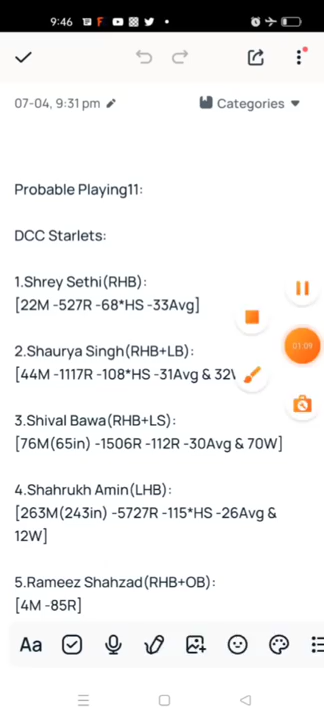 9:46
07-04, 9:31 pm
Categories
Probable Playing11:
DCC Starlets:
1.Shrey Sethi(RHB):
[22M -527R -68*HS -33Avg]
2.Shaurya Singh(RHB+LB):
[44M -1117R -108*HS -31Avg & 32
01:09
3.Shival Bawa(RHB+LS):
[76M(65in) -1506R -112R -30Avg & 70W]
4.Shahrukh Amin(LHB):
[263M(243in) -5727R -115*HS -26Avg &
12W]
5.Rameez Shahzad(RHB+OB):
[4M -85R]
Aa